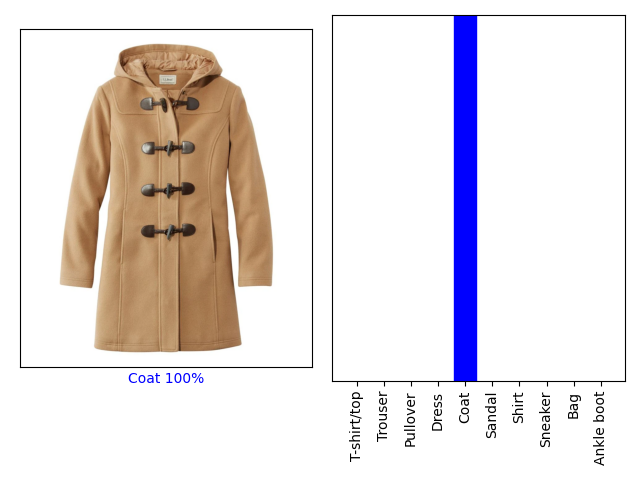 Coat 100%
T-shirt/top
Trouser
Pullover
Dress
Coat
Sandal
Shirt
Sneaker
Bag
Ankle boot